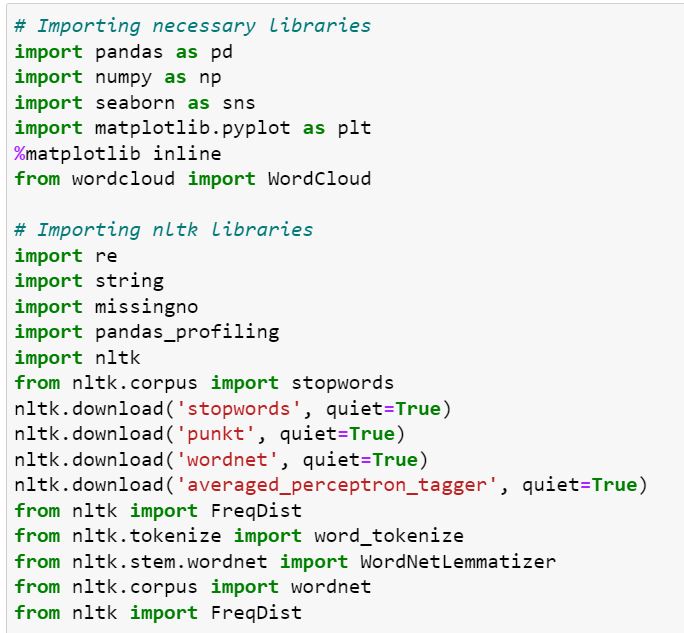 # Importing necessary libraries
import pandas as pd
import numpy as np
import seaborn as sns
import matplotlib.pyplot as plt
%matplotlib inline
from wordcloud import WordCloud
# Importing nltk libraries
import re
import string
import missingno
import pandas_profiling
import nltk
from nltk.corpus import stopwords
nltk.download('stopwords', quiet=True)
nltk.download('punkt', quiet=True)
nltk.download('wordnet', quiet=True)
nltk.download('averaged_perceptron_tagger', quiet=True)
from nltk import FreqDist
from nltk.tokenize import word_tokenize
from nltk.stem.wordnet import WordNetLemmatizer
from nltk.corpus import wordnet
from nltk import FreqDist